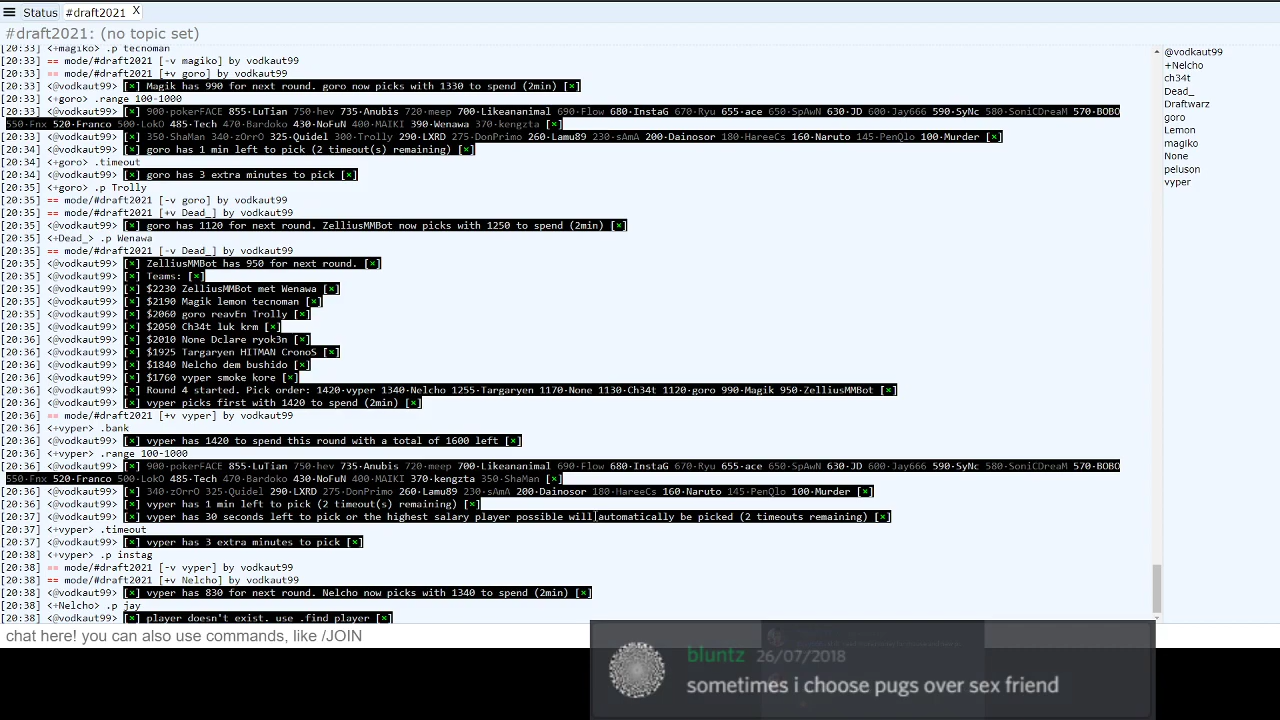 Status #draft2021 X
#draft2021: (no topic set)
[20:33] <+magiko> .p tecnoman
[20:33] == mode/#draft2021 [-v magiko] by vodkaut99
[20:33] == mode/#draft2021 [+v goro] by vodkaut99
[20:33] <@vodkaut99> [×] Magik has 990 for next round. goro now picks with 1330 to spend (2min) [×]
[20:33] <+goro> .range 100-1000
[20:33] <@vodkaut99> [×] 900·pokerFACE 855·LuTian 750·hev 735·Anubis 720·meep 700·Likeananimal 690·Flow 680·InstaG 670·Ryu 655·ace 650·SpAwN 630·JD 600·Jay666 590·SyNc 580·SoniCDreaM 570·BOBO
550·Fnx 520·Franco 500·LokO 485·Tech 470·Bardoko 430·NoFuN 400·MAIKI 390·Wenawa 370·kengzta [×]
[20:33] <@vodkaut99> [×] 350·ShaMan 340·zOrrO 325·Quidel 300·Trolly 290·LXRD 275·DonPrimo 260·Lamu89 230·sAmA 200·Dainosor 180·HareeCs 160·Naruto 145·PenQlo 100·Murder [×]
[20:33] <@vodkaut99> [×] goro has 1 min left to pick (2 timeout(s) remaining) [×]
[20:34] <+goro> .timeout
[20:34] <@vodkaut99> [×] goro has 3 extra minutes to pick [×]
[20:35] <+goro> .p Trolly
[20:35] == mode/#draft2021 [-v goro] by vodkaut99
[20:35] == mode/#draft2021 [+v Dead_] by vodkaut99
[20:35] <@vodkaut99> [×] goro has 1120 for next round. ZelliusMMBot now picks with 1250 to spend (2min) [×]
[20:35] <+Dead_> .p Wenawa
[20:35] == mode/#draft2021 [-v Dead_] by vodkaut99
[20:35] <@vodkaut99> [×] ZelliusMMBot has 950 for next round. [×]
[20:35] <@vodkaut99> [×] Teams: [×]
[20:35] <@vodkaut99> [×] $2230 ZelliusMMBot met Wenawa [×]
[20:35] <@vodkaut99> [×] $2190 Magik lemon tecnoman [×]
[20:35] <@vodkaut99> [×] $2060 goro reavEn Trolly [×]
[20:35] <@vodkaut99> [×] $2050 Ch34t luk krm [×]
[20:36] <@vodkaut99> [×] $2010 None Dclare ryok3n [×]
[20:36] <@vodkaut99> [×] $1925 Targaryen HITMAN CronoS [×]
[20:36] <@vodkaut99> [×] $1840 Nelcho dem bushido [×]
[20:36] <@vodkaut99> [×] $1760 vyper smoke kore [×]
[20:36] <@vodkaut99> [×] Round 4 started. Pick order: 1420·vyper 1340·Nelcho 1255·Targaryen 1170·None 1130·Ch34t 1120·goro 990·Magik 950·ZelliusMMBot [×]
[20:36] <@vodkaut99> [×] vyper picks first with 1420 to spend (2min) [×]
[20:36] == mode/#draft2021 [+v vyper] by vodkaut99
[20:36] <+vyper> .bank
[20:36] <@vodkaut99> [×] vyper has 1420 to spend this round with a total of 1600 left [×]
[20:36] <+vyper> .range 100-1000
[20:36] <@vodkaut99> [×] 900·pokerFACE 855·LuTian 750·hev 735·Anubis 720·meep 700·Likeananimal 690·Flow 680·InstaG 670·Ryu 655·ace 650·SpAwN 630·JD 600·Jay666 590·SyNc 580·SoniCDreaM 570·BOBO
550·Fnx 520·Franco 500·LokO 485·Tech 470·Bardoko 430·NoFuN 400·MAIKI 370·kengzta 350·ShaMan [×]
[20:36] <@vodkaut99> [×] 340·zOrrO 325·Quidel 290·LXRD 275·DonPrimo 260·Lamu89 230·sAmA 200·Dainosor 180·HareeCs 160·Naruto 145·PenQlo 100·Murder [×]
[20:36] <@vodkaut99> [×] vyper has 1 min left to pick (2 timeout(s) remaining) [×]
[20:37] <@vodkaut99> [×] vyper has 30 seconds left to pick or the highest salary player possible will automatically be picked (2 timeouts remaining) [×]
[20:37] <+vyper> .timeout
[20:37] <@vodkaut99> [×] vyper has 3 extra minutes to pick [×]
[20:38] <+vyper> .p instag
[20:38] == mode/#draft2021 [-v vyper] by vodkaut99
[20:38] == mode/#draft2021 [+v Nelcho] by vodkaut99
[20:38] <@vodkaut99> [×] vyper has 830 for next round. Nelcho now picks with 1340 to spend (2min) [×]
[20:38] <+Nelcho> .p jay
[20:38] <@vodkaut99> [×] player doesn't exist. use .find player [×]
chat here! you can also use commands, like /JOIN
@vodkaut99
+Nelcho
ch34t
Dead_
Draftwarz
goro
Lemon
magiko
None
peluson
vyper
bluntz 26/07/2018
sometimes i choose pugs over sex friend